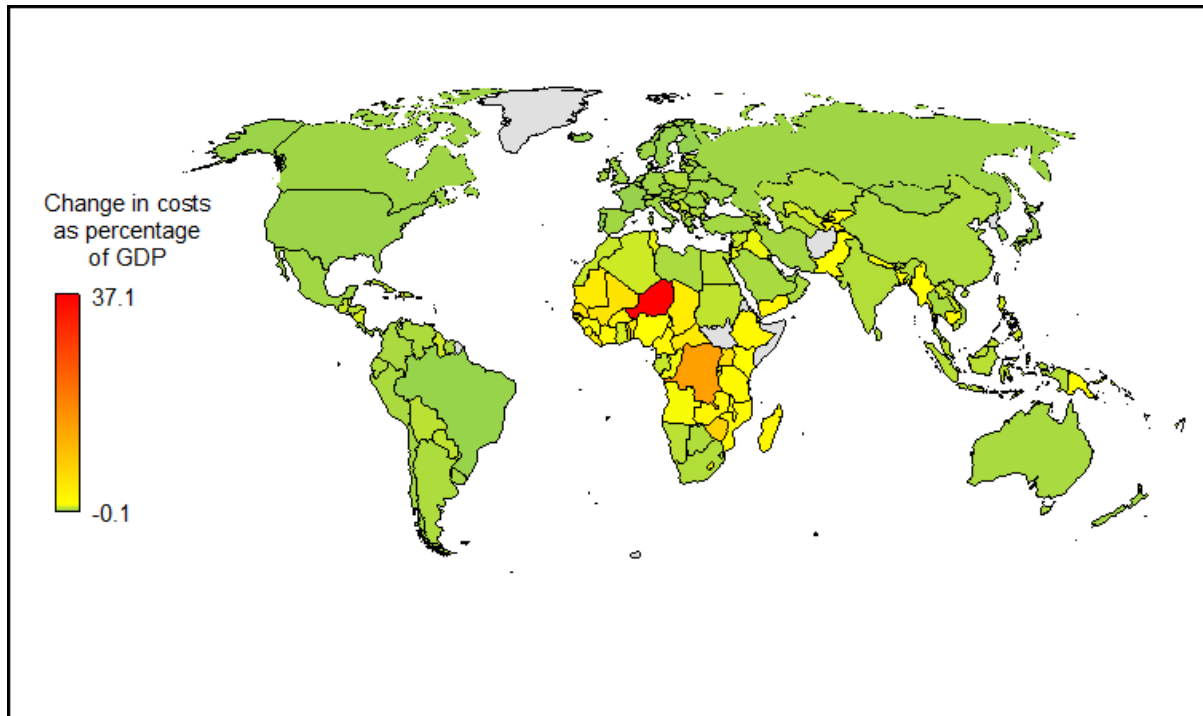 Change in costs
as percentage
of GDP
37.1
-0.1